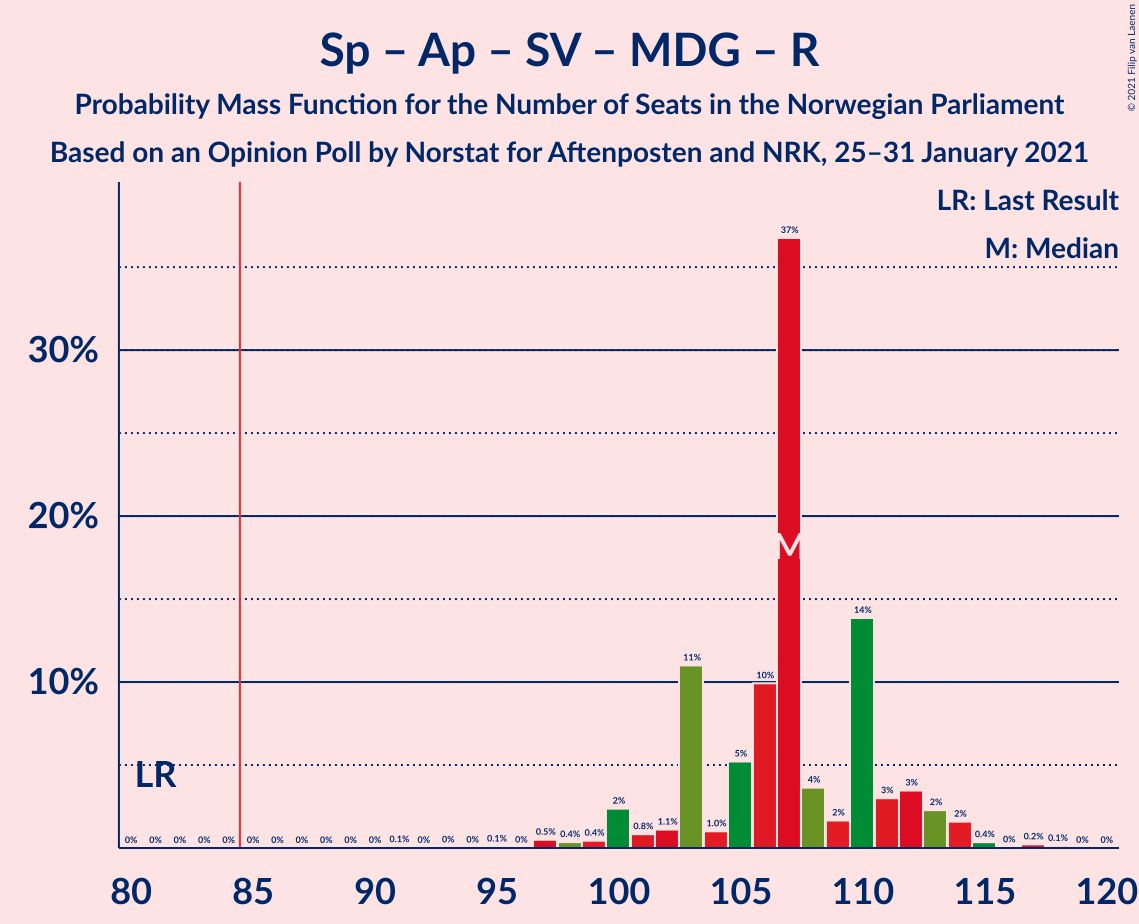 Sp – Ap – SV – MDG – R
Probability Mass Function for the Number of Seats in the Norwegian Parliament
Based on an Opinion Poll by Norstat for Aftenposten and NRK, 25–31 January 2021
© 2021 Filip van Laenen
LR: Last Result
M: Median
30%
20%
10%
LR
M
0% 0% 0% 0% 0% 0% 0% 0% 0% 0% 0% 0.1% 0% 0% 0% 0.1% 0% 0.5% 0.4% 0.4% 2% 0.8% 1.1% 11% 1.0% 5% 10% 37% 4% 2% 14% 3% 3% 2% 2% 0.4% 0% 0.2% 0.1% 0% 0%
80 85 90 95 100 105 110 115 120